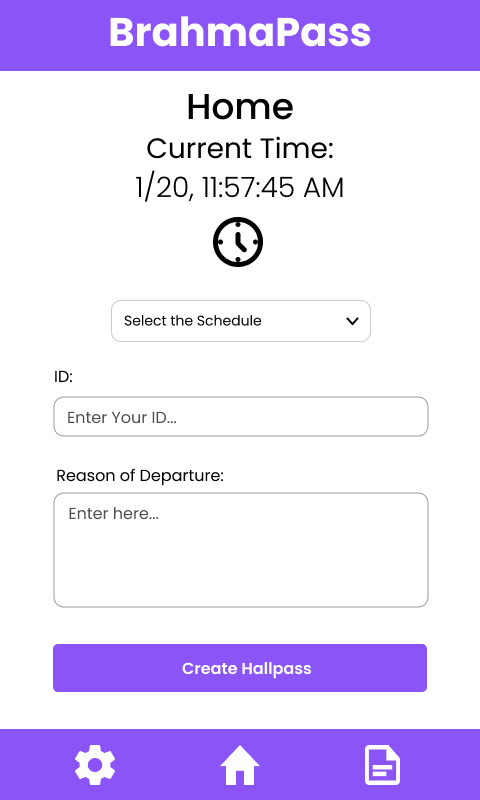 BrahmaPass
Home
Current Time:
1/20, 11:57:45 AM
Select the Schedule
ID:
Enter Your ID...
Reason of Departure:
Enter here...
Create Hallpass